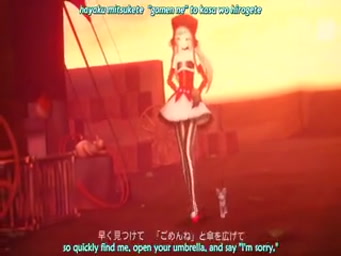 hayaku mitsukete "gomen ne" to kasa wo hirogete
早く見つけて 「ごめんね」と傘を広げて
so quickly find me, open your umbrella, and say "I'm sorry."